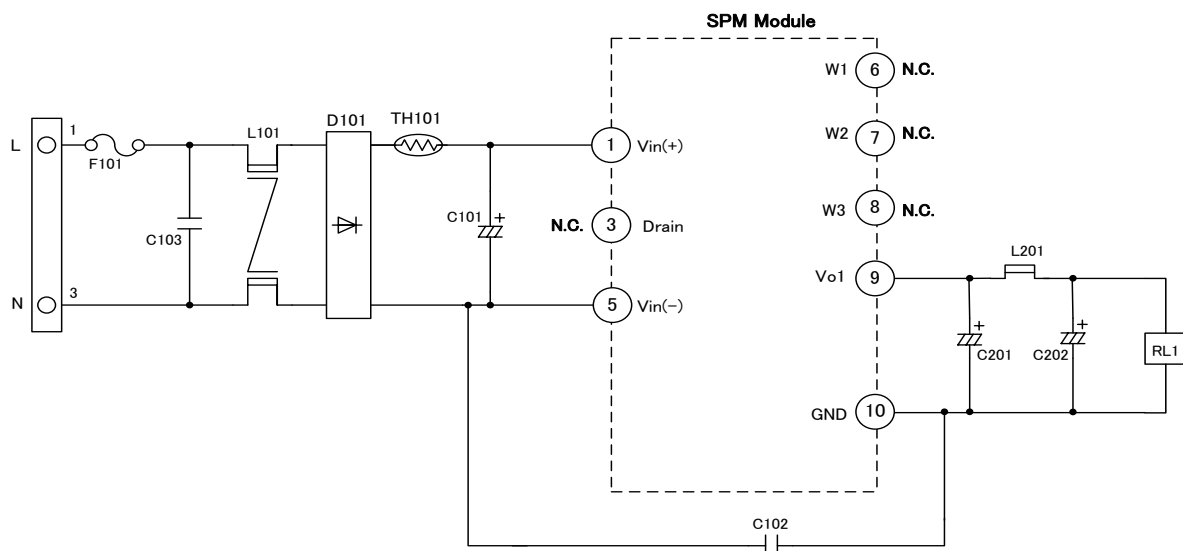 SPM Module
W1 6 N.C.
L101
D101
TH101
L 1
F101
1 Vin(+)
W2 7 N.C.
C103
C101 +
N.C. 3 Drain
W3 8 N.C.
L201
Vo1 9
N 3
5 Vin(-)
+
C201
+
C202
RL1
GND 10
C102